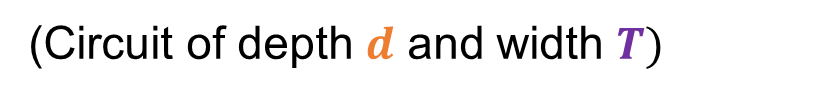 (Circuit of depth d and width T)